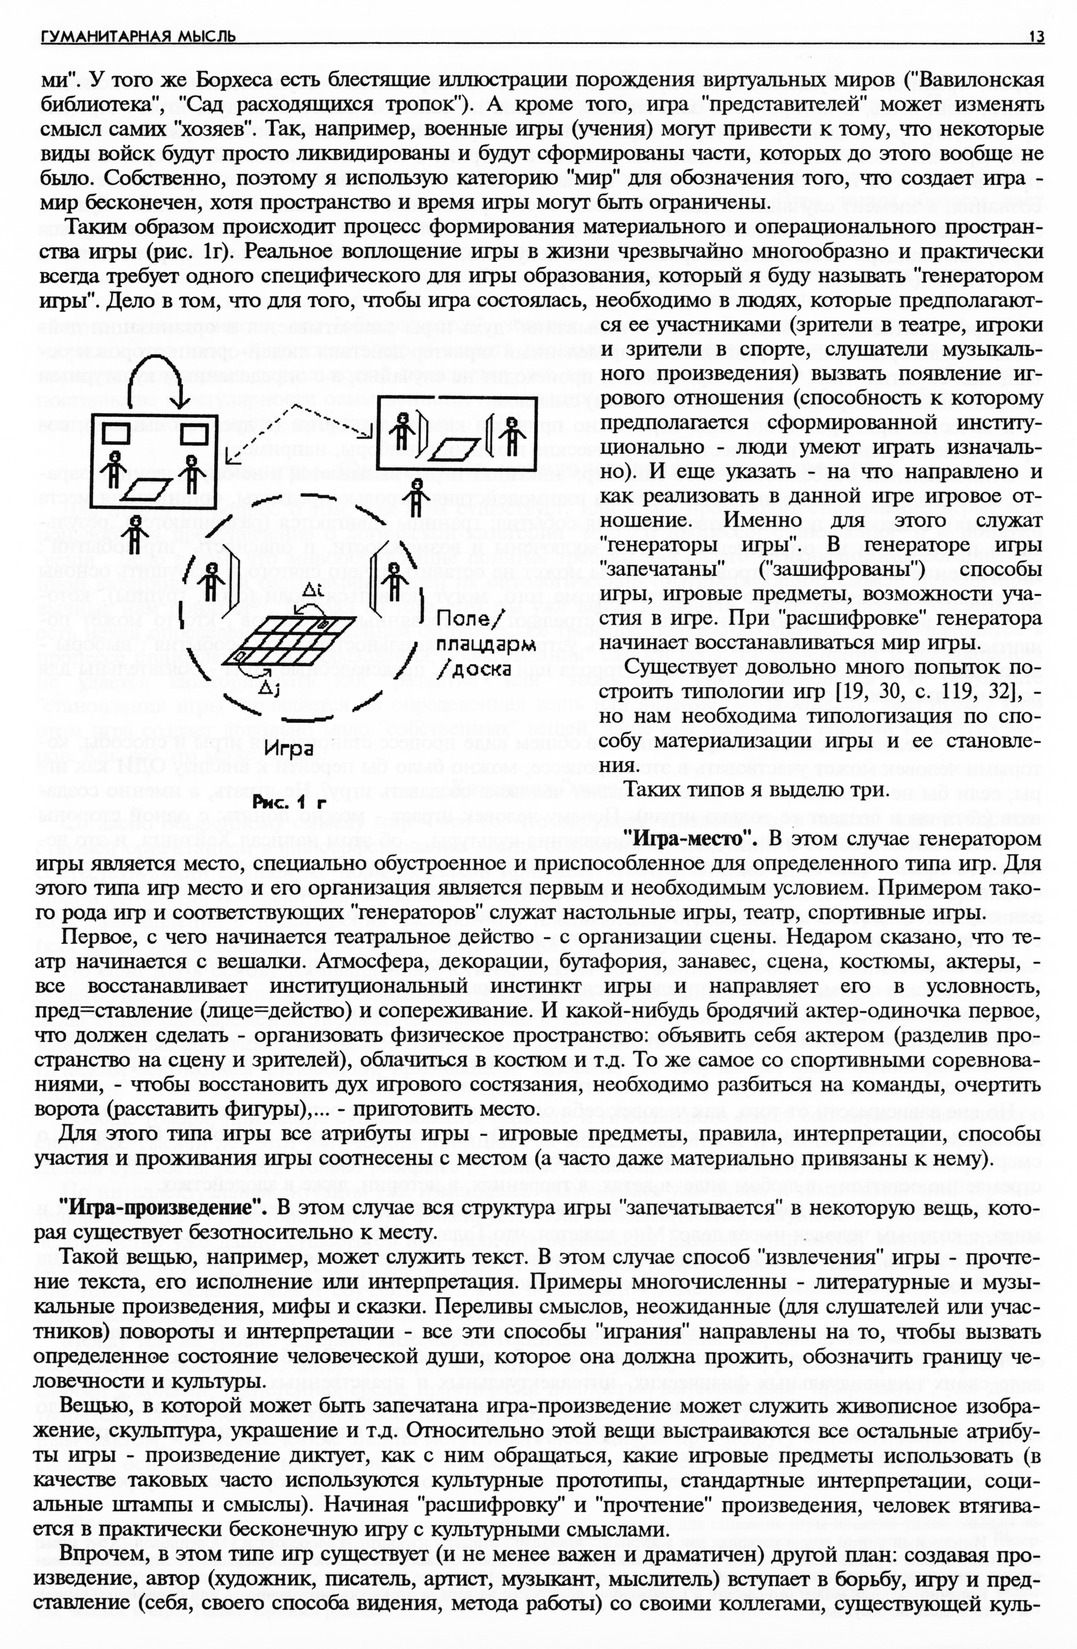 ГУМАНИТАРНАЯ МЫСЛЬ 13
ми". У того же Борхеса есть блестящие иллюстрации порождения виртуальных миров ("Вавилонская
библиотека", "Сад расходящихся тропок"). А кроме того, игра "представителей" может изменять
смысл самих "хозяев". Так, например, военные игры (учения) могут привести к тому, что некоторые
виды войск будут просто ликвидированы и будут сформированы части, которых до этого вообще не
было. Собственно, поэтому я использую категорию "мир" для обозначения того, что создает игра -
мир бесконечен, хотя пространство и время игры могут быть ограничены.
Таким образом происходит процесс формирования материального и операционального простран-
ства игры (рис. 1г). Реальное воплощение игры в жизни чрезвычайно многообразно и практически
всегда требует одного специфического для игры образования, который я буду называть "генератором
игры". Дело в том, что для того, чтобы игра состоялась, необходимо в людях, которые предполагают-
ся ее участниками (зрители в театре, игроки
и зрители в спорте, слушатели музыкаль-
ного произведения) вызвать появление иг-
рового отношения (способность к которому
предполагается сформированной институ-
ционально - люди умеют играть изначаль-
но). И еще указать - на что направлено и
как реализовать в данной игре игровое от-
ношение. Именно для этого служат
"генераторы игры". В генераторе игры
"запечатаны" ("зашифрованы") способы
игры, игровые предметы, возможности уча-
стия в игре. При "расшифровке" генератора
начинает восстанавливаться мир игры.
Существует довольно много попыток по-
строить типологии игр [19, 30, с. 119, 32], -
но нам необходима типологизация по спо-
собу материализации игры и ее становле-
ния.
Таких типов я выделю три.
Δi
Δj
Поле/
плацдарм
/доска
Игра
Рис. 1 г
"Игра-место". В этом случае генератором
игры является место, специально обустроенное и приспособленное для определенного типа игр. Для
этого типа игр место и его организация является первым и необходимым условием. Примером тако-
го рода игр и соответствующих "генераторов" служат настольные игры, театр, спортивные игры.
Первое, с чего начинается театральное действо - с организации сцены. Недаром сказано, что те-
атр начинается с вешалки. Атмосфера, декорации, бутафория, занавес, сцена, костюмы, актеры, -
все восстанавливает институциональный инстинкт игры и направляет его в условность,
пред=ставление (лице=действо) и сопереживание. И какой-нибудь бродячий актер-одиночка первое,
что должен сделать - организовать физическое пространство: объявить себя актером (разделив про-
странство на сцену и зрителей), облачиться в костюм и т.д. То же самое со спортивными соревнова-
ниями, - чтобы восстановить дух игрового состязания, необходимо разбиться на команды, очертить
ворота (расставить фигуры),... - приготовить место.
Для этого типа игры все атрибуты игры - игровые предметы, правила, интерпретации, способы
участия и проживания игры соотнесены с местом (а часто даже материально привязаны к нему).
"Игра-произведение". В этом случае вся структура игры "запечатывается" в некоторую вещь, кото-
рая существует безотносительно к месту.
Такой вещью, например, может служить текст. В этом случае способ "извлечения" игры - прочте-
ние текста, его исполнение или интерпретация. Примеры многочисленны - литературные и музы-
кальные произведения, мифы и сказки. Переливы смыслов, неожиданные (для слушателей или учас-
тников) повороты и интерпретации - все эти способы "играния" направлены на то, чтобы вызвать
определенное состояние человеческой души, которое она должна прожить, обозначить границу че-
ловечности и культуры.
Вещью, в которой может быть запечатана игра-произведение может служить живописное изобра-
жение, скульптура, украшение и т.д. Относительно этой вещи выстраиваются все остальные атрибу-
ты игры - произведение диктует, как с ним обращаться, какие игровые предметы использовать (в
качестве таковых часто используются культурные прототипы, стандартные интерпретации, соци-
альные штампы и смыслы). Начиная "расшифровку" и "прочтение" произведения, человек втягива-
ется в практически бесконечную игру с культурными смыслами.
Впрочем, в этом типе игр существует (и не менее важен и драматичен) другой план: создавая про-
изведение, автор (художник, писатель, артист, музыкант, мыслитель) вступает в борьбу, игру и пред-
ставление (себя, своего способа видения, метода работы) со своими коллегами, существующей куль-